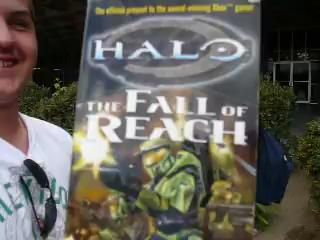 The official prequel to the award-winning Xbox™ game
HALO
THE FALL OF
REACH